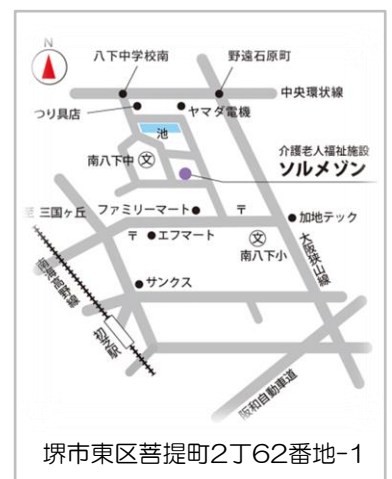 N
八下中学校南
野遠石原町
中央環状線
つり具店
ヤマダ電機
池
介護老人福祉施設
ソルメゾン
南八下中 文
至 三国ヶ丘
ファミリーマート
〒
加地テック
〒
エフマート
文
南八下小
大阪狭山線
南海高野線
サンクス
初芝駅
阪和自動車道
堺市東区菩提町2丁62番地-1